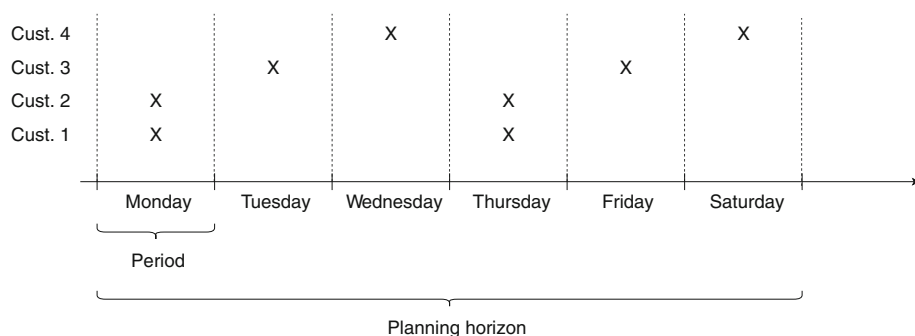 Cust. 4 X X
Cust. 3 X X
Cust. 2 X X
Cust. 1 X X
Monday Tuesday Wednesday Thursday Friday Saturday
Period
Planning horizon